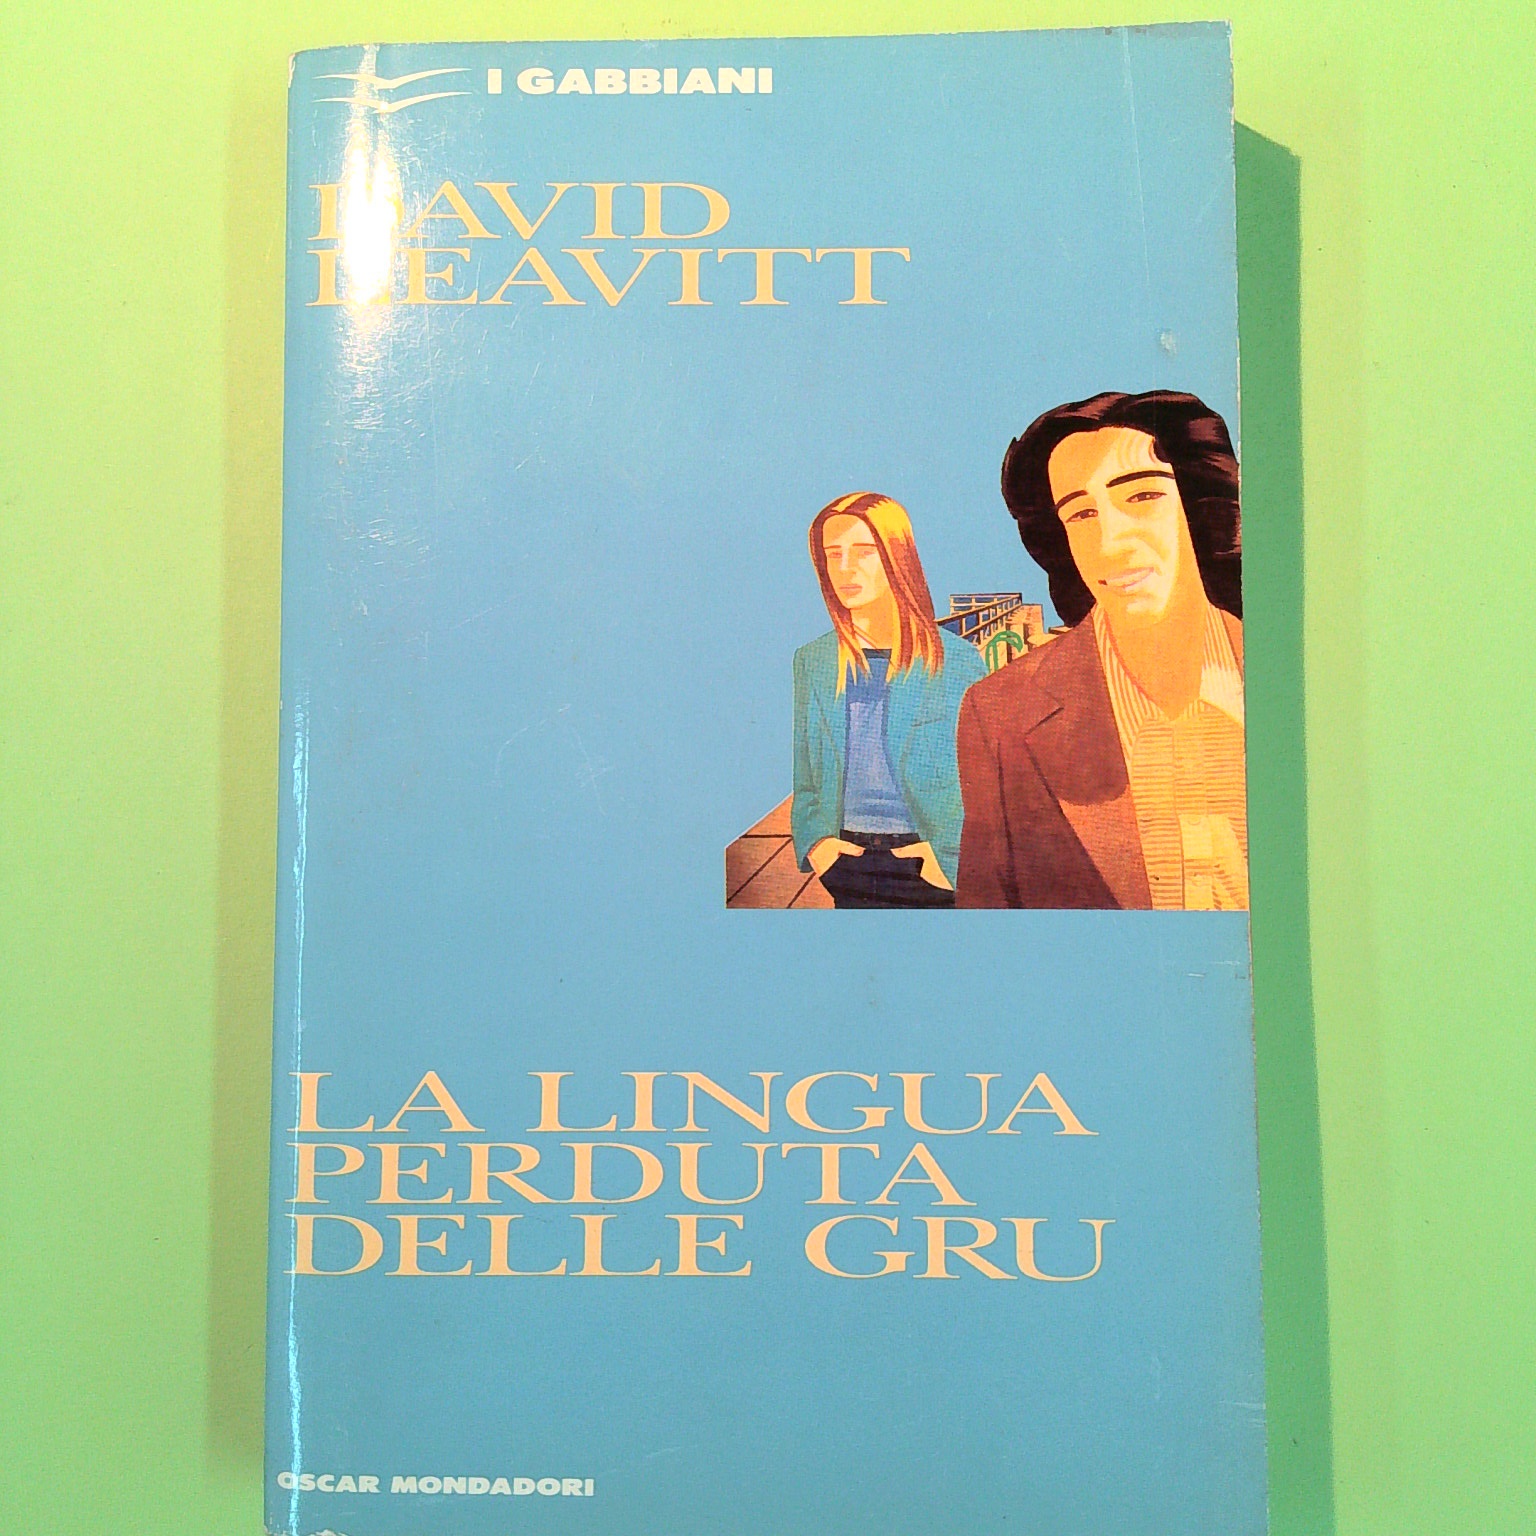 I GABBIANI
DAVID
LEAVITT
LA LINGUA
PERDUTA
DELLE GRU
OSCAR MONDADORI